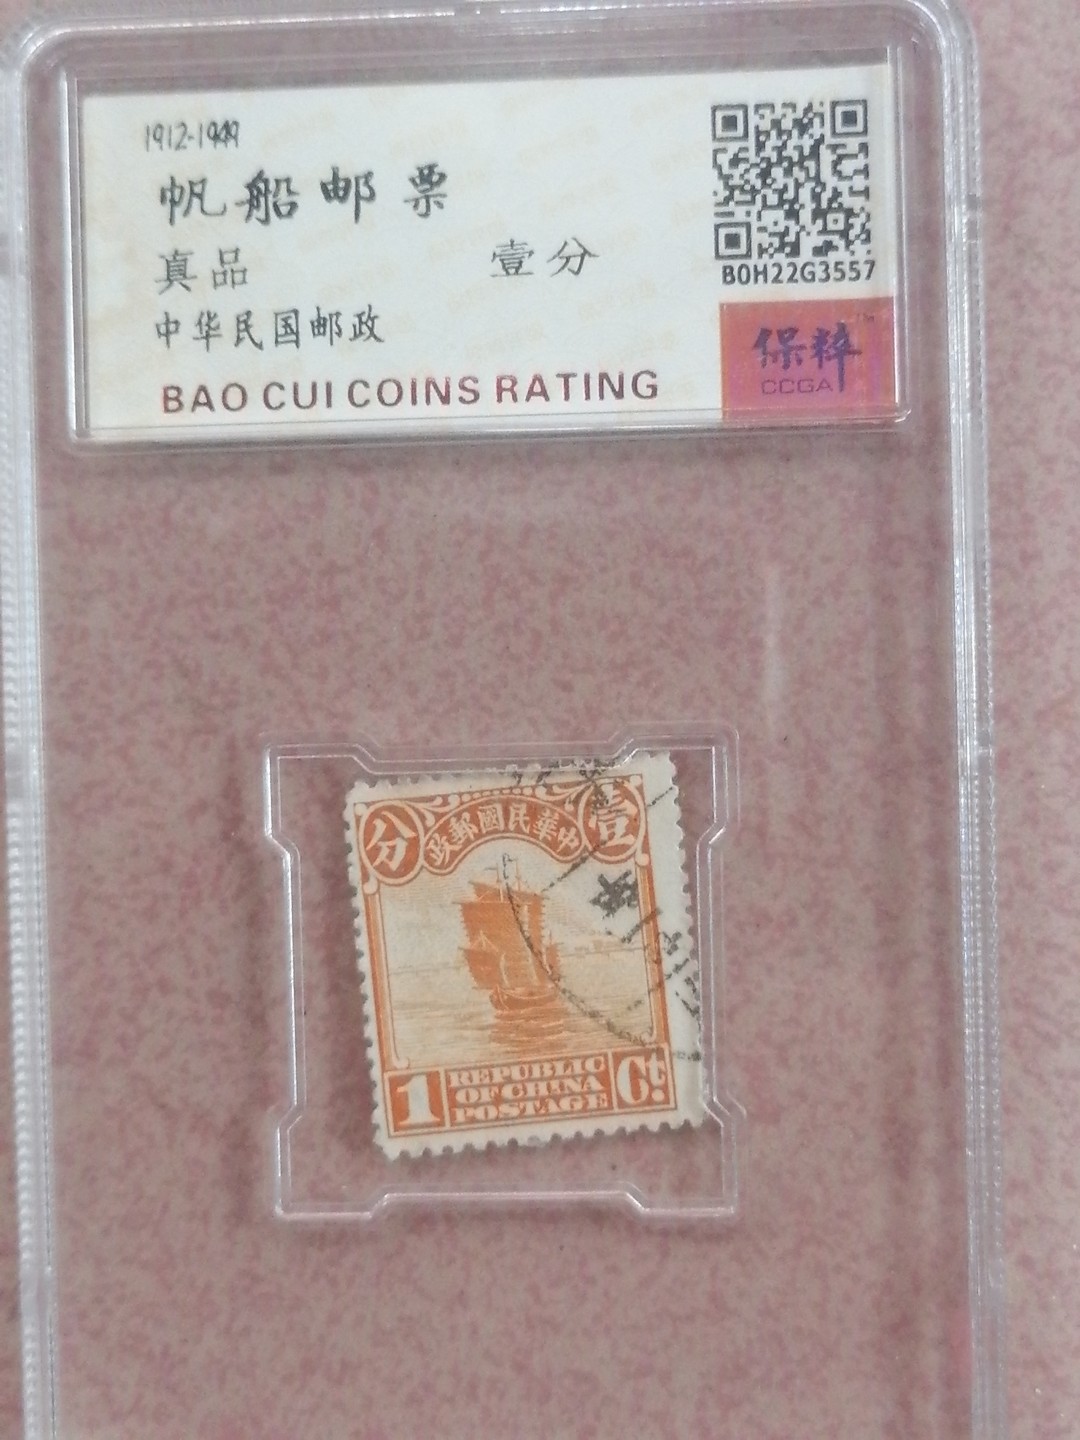 1912-1949
帆船邮票
真品 壹分
中华民国邮政
BAO CUI COINS RATING
B0H22G3557
保粹
CCGA
分 政郵國民華中 壹
1 REPUBLIC OF CHINA POSTAGE Ct.